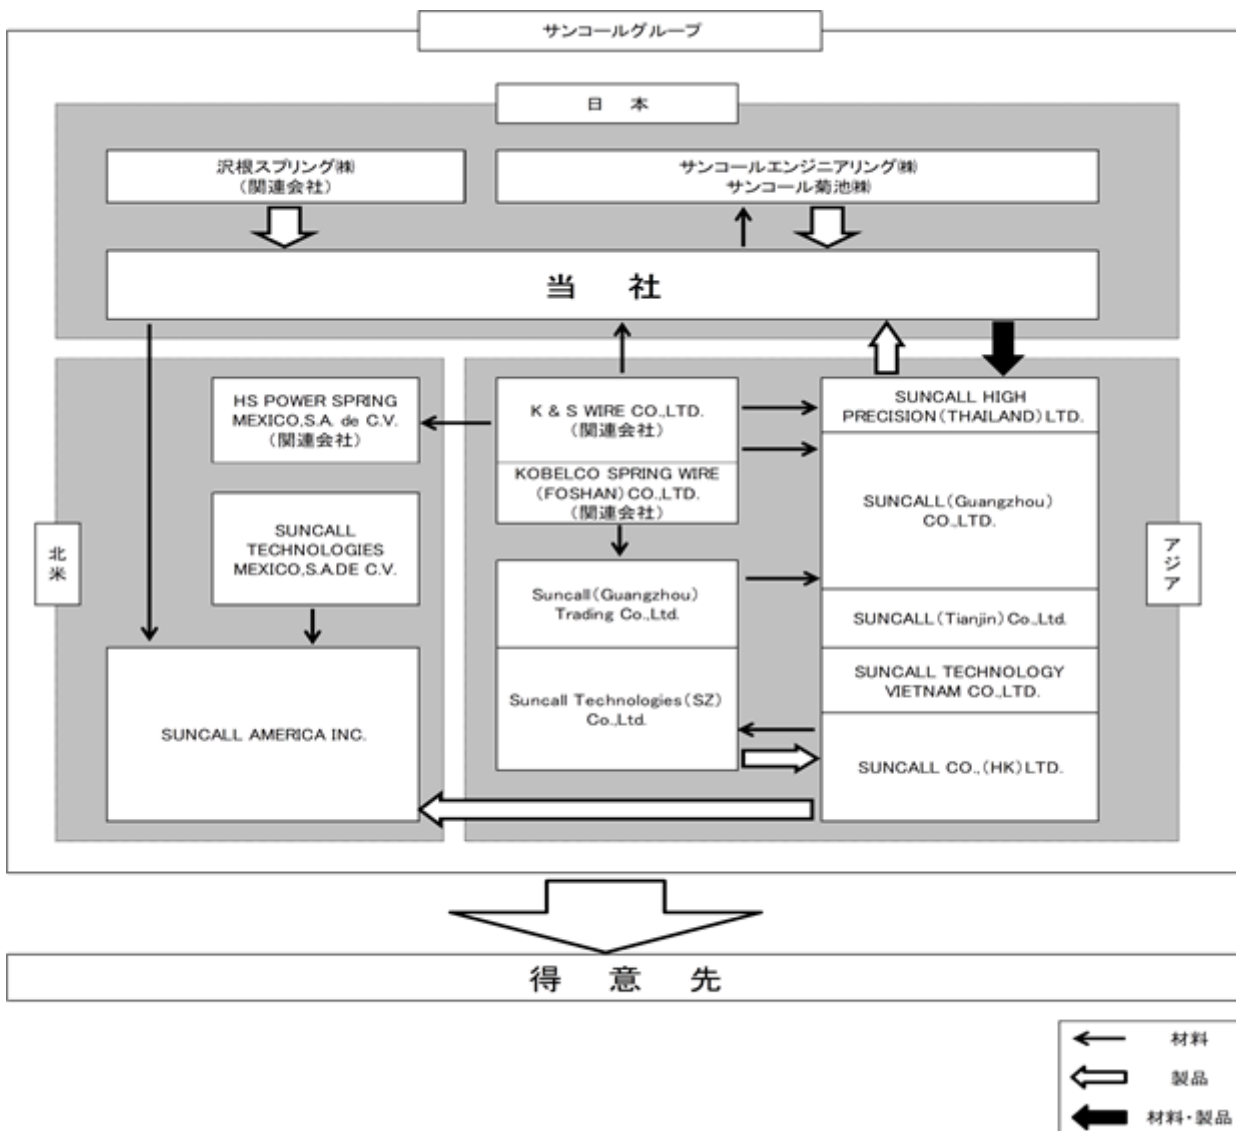 サンコールグループ
日 本
沢根スプリング㈱
(関連会社)
サンコールエンジニアリング㈱
サンコール菊池㈱
当 社
北米
HS POWER SPRING
MEXICO,S.A. de C.V.
(関連会社)
SUNCALL
TECHNOLOGIES
MEXICO,S.A.DE C.V.
SUNCALL AMERICA INC.
K & S WIRE CO.,LTD.
(関連会社)
KOBELCO SPRING WIRE
(FOSHAN)CO.,LTD.
(関連会社)
Suncall(Guangzhou)
Trading Co.,Ltd.
Suncall Technologies(SZ)
Co.,Ltd.
SUNCALL HIGH
PRECISION(THAILAND)LTD.
SUNCALL(Guangzhou)
CO.,LTD.
SUNCALL(Tianjin)Co.,Ltd.
SUNCALL TECHNOLOGY
VIETNAM CO.,LTD.
SUNCALL CO.,(HK)LTD.
アジア
得 意 先
材料
製品
材料・製品